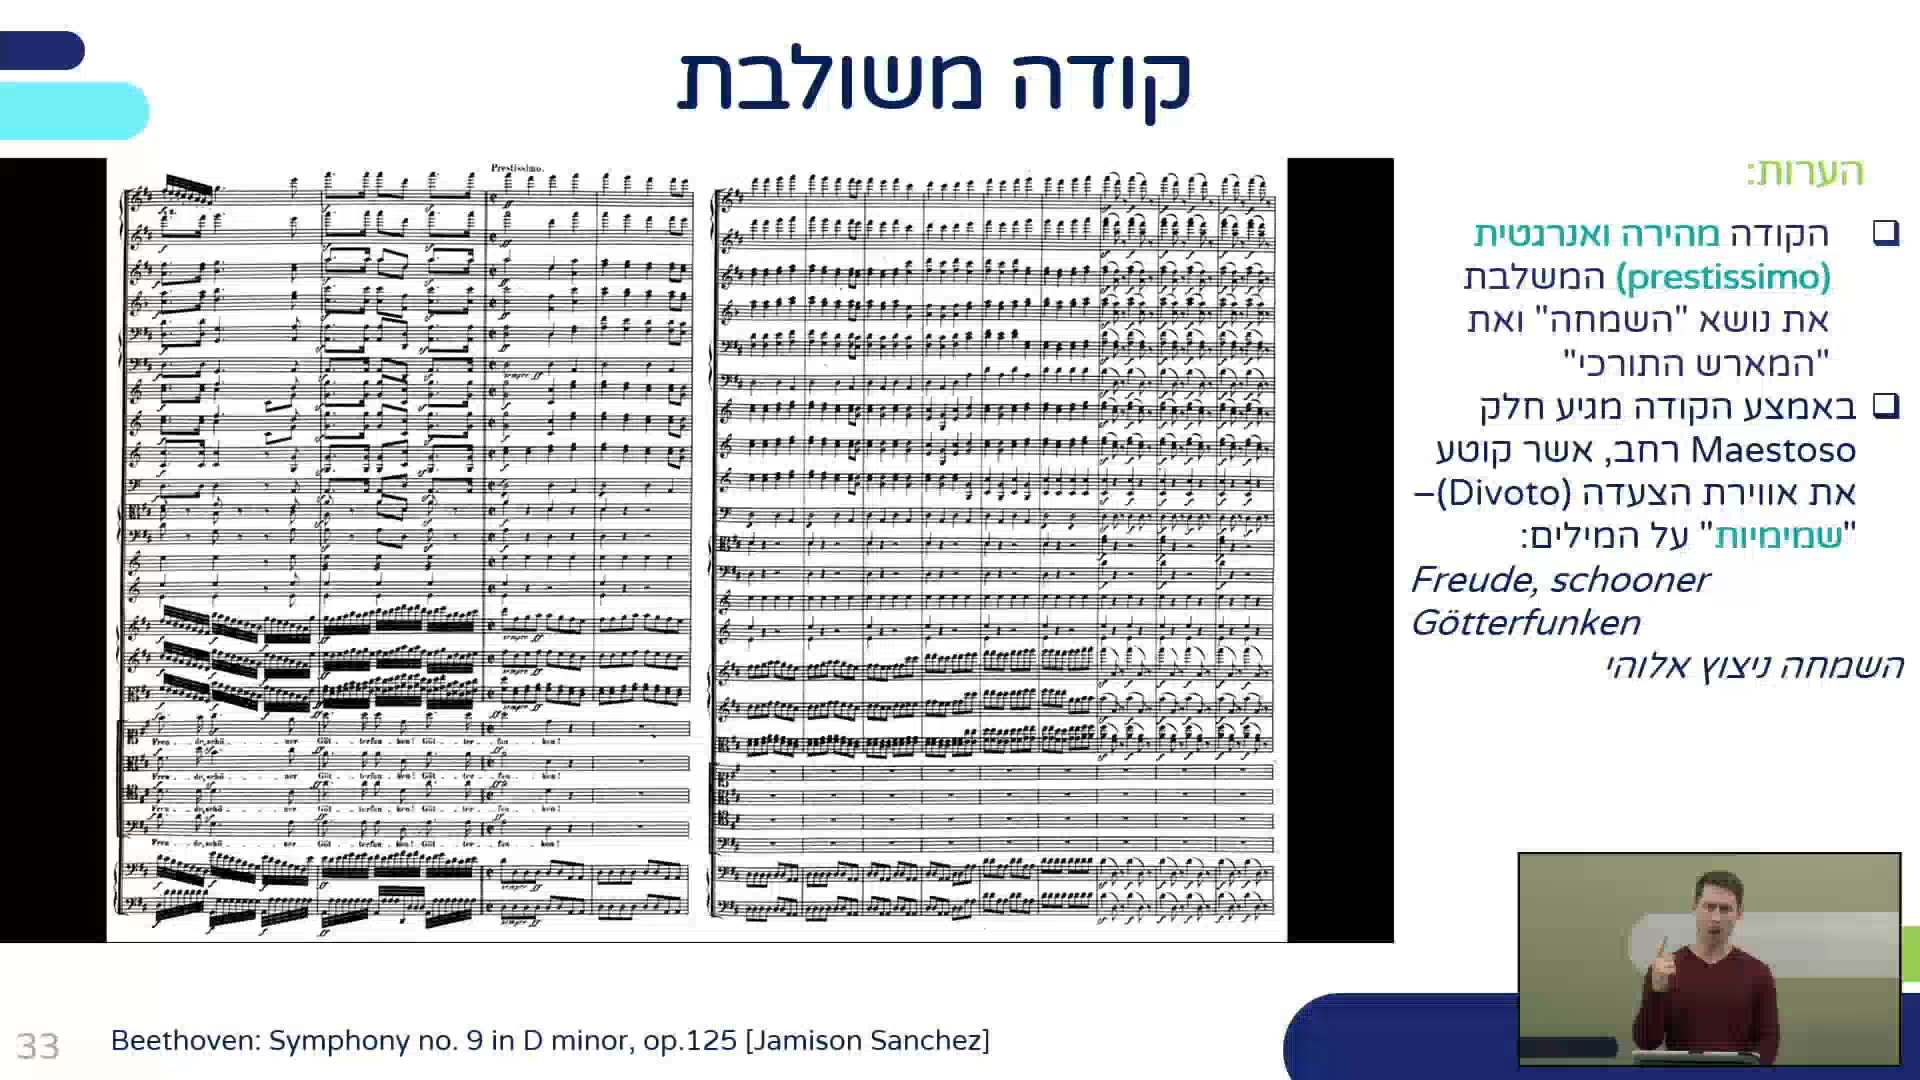 קודה משולבת
הערות:
❑ הקודה מהירה ואנרגטית
(prestissimo) המשלבת
את נושא "השמחה" ואת
"המארש התורכי"
❑ באמצע הקודה מגיע חלק
Maestoso רחב, אשר קוטע
את אווירת הצעדה (Divoto)–
"שמימיות" על המילים:
Freude, schooner
Götterfunken
השמחה ניצוץ אלוהי
Prestissimo.
sempre ff
33
Beethoven: Symphony no. 9 in D minor, op.125 [Jamison Sanchez]